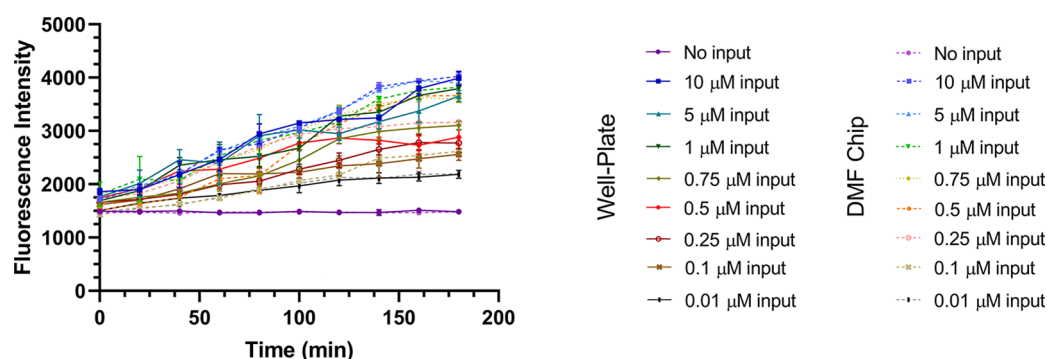 5000
4000
3000
2000
1000
0
0 50 100 150 200
Fluorescence Intensity
Time (min)
Well-Plate
No input
10 μM input
5 μM input
1 μM input
0.75 μM input
0.5 μM input
0.25 μM input
0.1 μM input
0.01 μM input
DMF Chip
No input
10 μM input
5 μM input
1 μM input
0.75 μM input
0.5 μM input
0.25 μM input
0.1 μM input
0.01 μM input